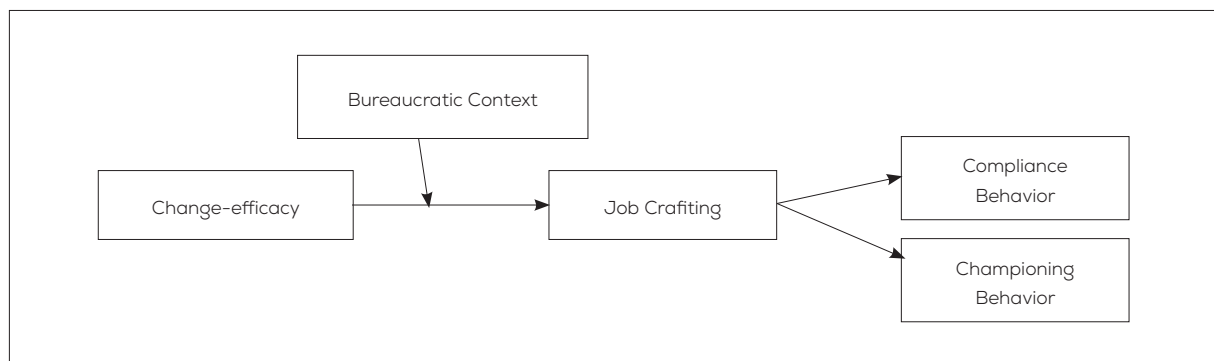 Bureaucratic Context
Change-efficacy
Job Crafiting
Compliance
Behavior
Championing
Behavior